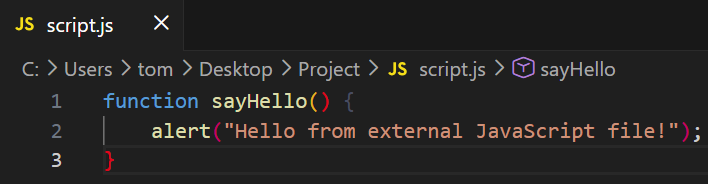 JS script.js ×
C: > Users > tom > Desktop > Project > JS script.js > sayHello
1 function sayHello() {
2 alert("Hello from external JavaScript file!");
3 }